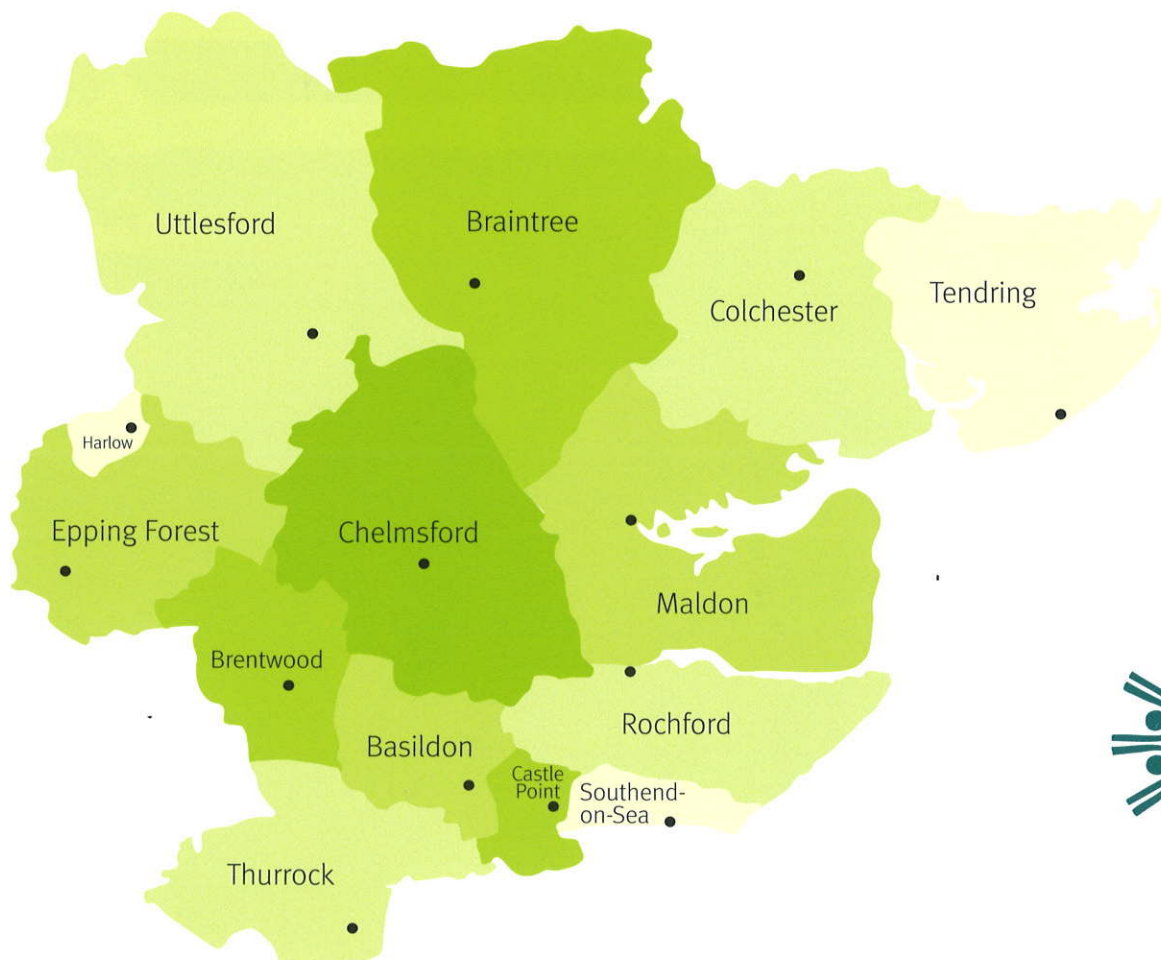 Uttlesford
Braintree
Colchester
Tendring
Harlow
Epping Forest
Chelmsford
Maldon
Brentwood
Rochford
Basildon
Castle
Point
Southend-
on-Sea
Thurrock